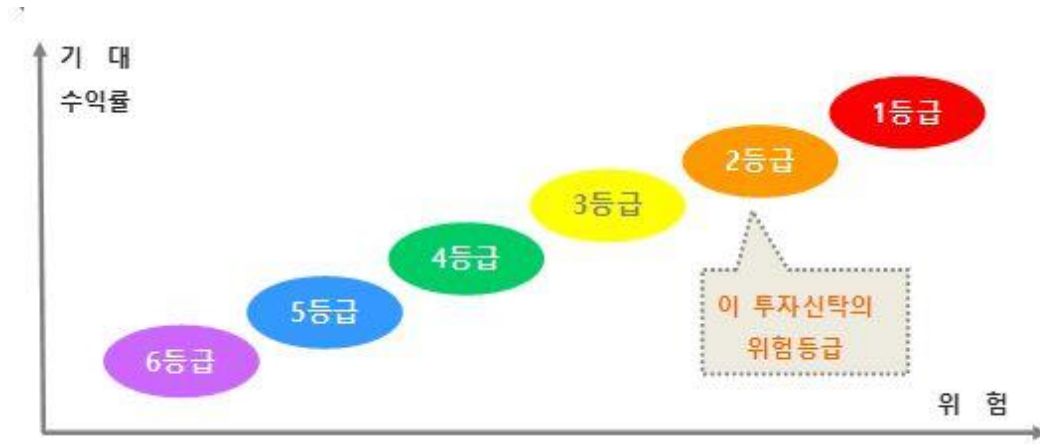 기 대
수익률
1등급
2등급
3등급
4등급
5등급
6등급
이 투자신탁의
위험등급
위 험